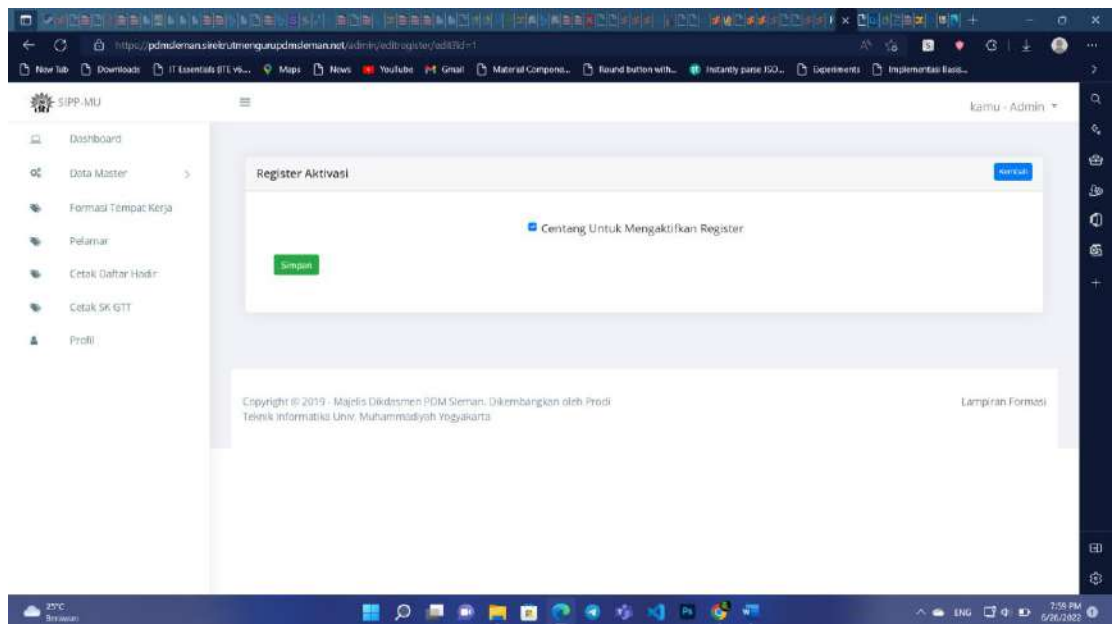 https://pdmsleman.sirekrutmengurupdmsleman.net/admin/editregister/edit?id=1
New Tab Downloads IT Essentials (ITE v6... Maps News YouTube Gmail Material Compone... Round button with... Instantly parse JSO... Experiments Implementasi Basis...
SIPP-MU
kamu - Admin
Dashboard
Data Master
Formasi Tempat Kerja
Pelamar
Cetak Daftar Hadir
Cetak SK GTT
Profil
Register Aktivasi
Kembali
Centang Untuk Mengaktifkan Register
Simpan
Copyright © 2019 - Majelis Dikdasmen PDM Sleman. Dikembangkan oleh Prodi
Teknik Informatika Univ. Muhammadiyah Yogyakarta
Lampiran Formasi
25°C
Berawan
ENG
7:59 PM
6/26/2022